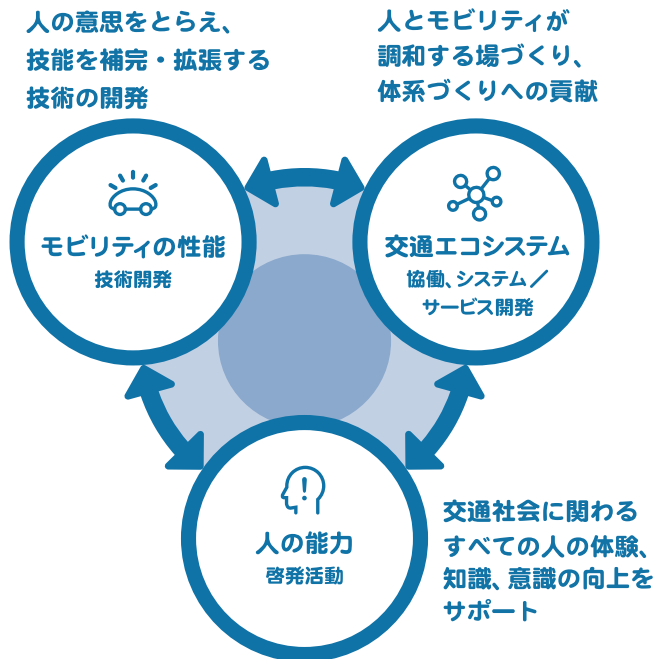 人の意思をとらえ、
技能を補完・拡張する
技術の開発
人とモビリティが
調和する場づくり、
体系づくりへの貢献
モビリティの性能
技術開発
交通エコシステム
協働、システム／
サービス開発
人の能力
啓発活動
交通社会に関わる
すべての人の体験、
知識、意識の向上を
サポート